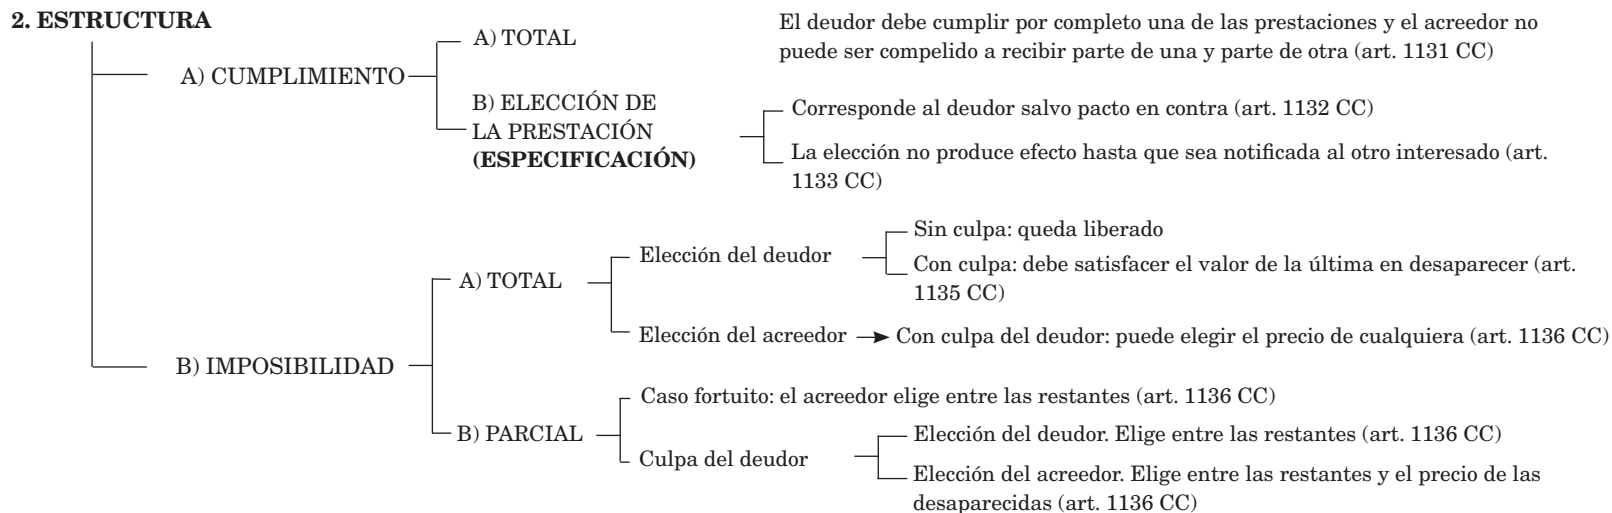 2. ESTRUCTURA
A) CUMPLIMIENTO
A) TOTAL
El deudor debe cumplir por completo una de las prestaciones y el acreedor no
puede ser compelido a recibir parte de una y parte de otra (art. 1131 CC)
B) ELECCIÓN DE
LA PRESTACIÓN
(ESPECIFICACIÓN)
Corresponde al deudor salvo pacto en contra (art. 1132 CC)
La elección no produce efecto hasta que sea notificada al otro interesado (art.
1133 CC)
B) IMPOSIBILIDAD
A) TOTAL
Elección del deudor
Sin culpa: queda liberado
Con culpa: debe satisfacer el valor de la última en desaparecer (art.
1135 CC)
Elección del acreedor
Con culpa del deudor: puede elegir el precio de cualquiera (art. 1136 CC)
B) PARCIAL
Caso fortuito: el acreedor elige entre las restantes (art. 1136 CC)
Culpa del deudor
Elección del deudor. Elige entre las restantes (art. 1136 CC)
Elección del acreedor. Elige entre las restantes y el precio de las
desaparecidas (art. 1136 CC)